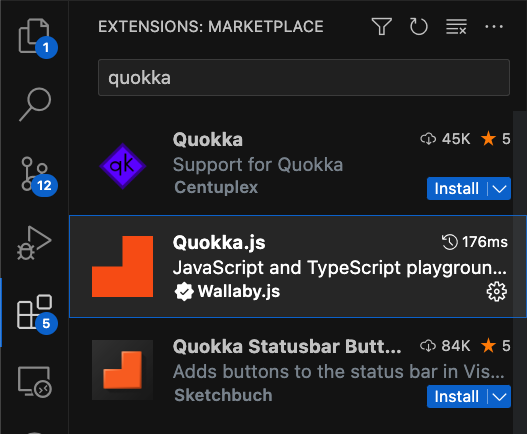 EXTENSIONS: MARKETPLACE
1
quokka
Quokka 45K 5
qk
Support for Quokka
Centuplex Install
12
Quokka.js 176ms
JavaScript and TypeScript playgroun...
Wallaby.js
5
Quokka Statusbar Butt... 84K 5
Adds buttons to the status bar in Vis...
Sketchbuch Install